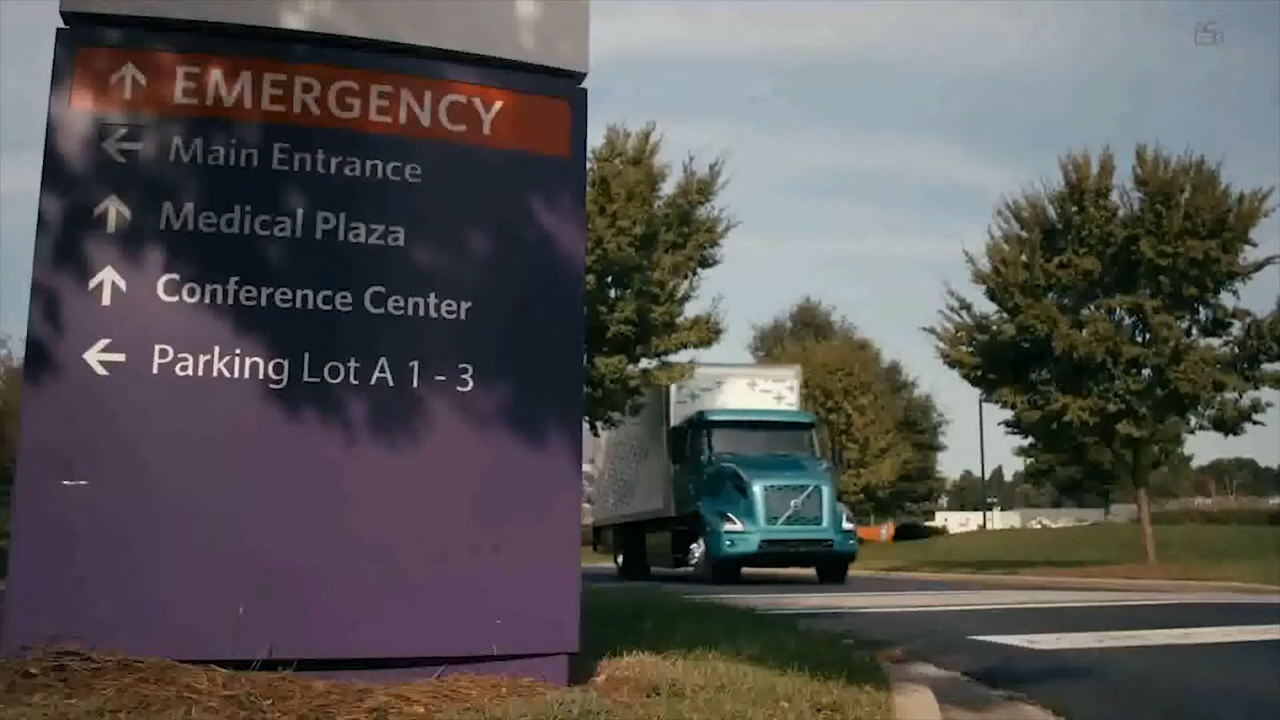 EMERGENCY
Main Entrance
Medical Plaza
Conference Center
Parking Lot A 1 - 3